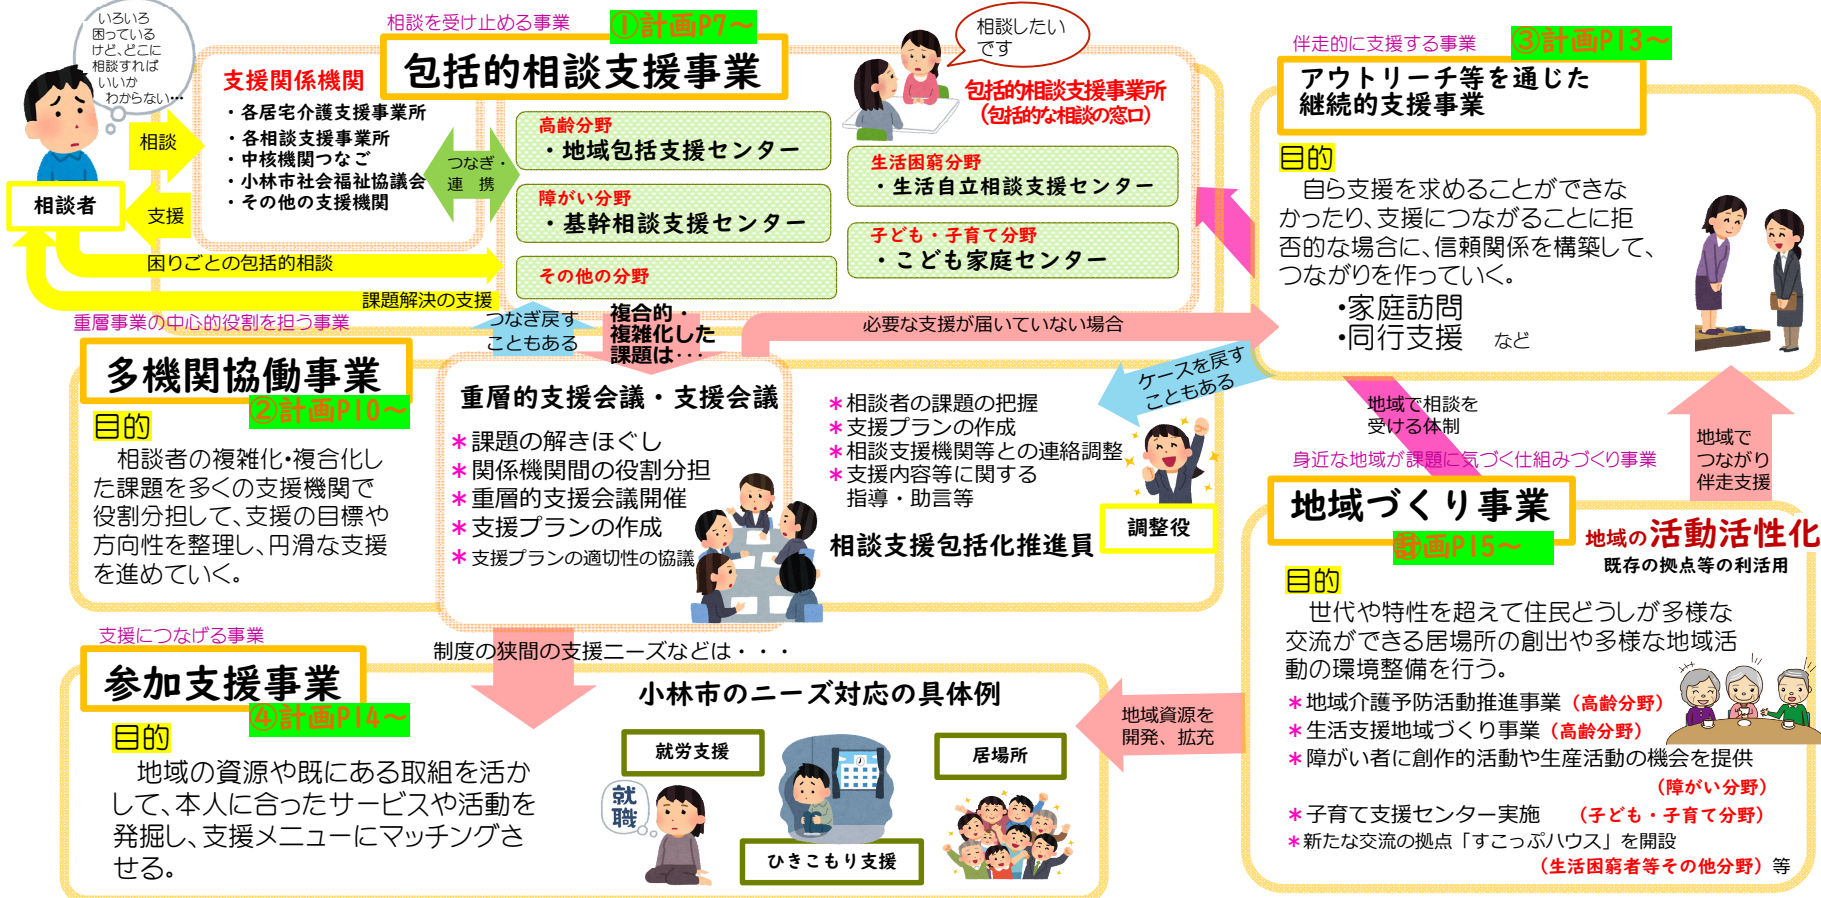 いろいろ
困っている
けど、どこに
相談すれば
いいか
わからない…
相談者
相談
支援
困りごとの包括的相談
課題解決の支援
相談を受け止める事業
①計画P7～
包括的相談支援事業
支援関係機関
・各居宅介護支援事業所
・各相談支援事業所
・中核機関つなご
・小林市社会福祉協議会
・その他の支援機関
つなぎ・
連 携
高齢分野
・地域包括支援センター
障がい分野
・基幹相談支援センター
その他の分野
相談したい
です
包括的相談支援事業所
（包括的な相談の窓口）
生活困窮分野
・生活自立相談支援センター
子ども・子育て分野
・こども家庭センター
伴走的に支援する事業
③計画P13～
アウトリーチ等を通じた
継続的支援事業
目的
自ら支援を求めることができな
かったり、支援につながることに拒
否的な場合に、信頼関係を構築して、
つながりを作っていく。
・家庭訪問
・同行支援 など
つなぎ戻す
こともある
複合的・
複雑化した
課題は・・・
必要な支援が届いていない場合
ケースを戻す
こともある
地域で相談を
受ける体制
地域で
つながり
伴走支援
重層事業の中心的役割を担う事業
多機関協働事業
②計画P10～
目的
相談者の複雑化・複合化し
た課題を多くの支援機関で
役割分担して、支援の目標や
方向性を整理し、円滑な支援
を進めていく。
重層的支援会議・支援会議
＊課題の解きほぐし
＊関係機関間の役割分担
＊重層的支援会議開催
＊支援プランの作成
＊支援プランの適切性の協議
＊相談者の課題の把握
＊支援プランの作成
＊相談支援機関等との連絡調整
＊支援内容等に関する
指導・助言等
相談支援包括化推進員
調整役
身近な地域が課題に気づく仕組みづくり事業
地域づくり事業
計画P15～
地域の活動活性化
既存の拠点等の利活用
目的
世代や特性を超えて住民どうしが多様な
交流ができる居場所の創出や多様な地域活
動の環境整備を行う。
＊地域介護予防活動推進事業（高齢分野）
＊生活支援地域づくり事業（高齢分野）
＊障がい者に創作的活動や生産活動の機会を提供
（障がい分野）
＊子育て支援センター実施 （子ども・子育て分野）
＊新たな交流の拠点「すこっぷハウス」を開設
（生活困窮者等その他分野）等
支援につなげる事業
参加支援事業
④計画P14～
目的
地域の資源や既にある取組を活か
して、本人に合ったサービスや活動を
発掘し、支援メニューにマッチングさ
せる。
制度の狭間の支援ニーズなどは・・・
小林市のニーズ対応の具体例
就労支援
就
職
ひきこもり支援
居場所
地域資源を
開発、拡充